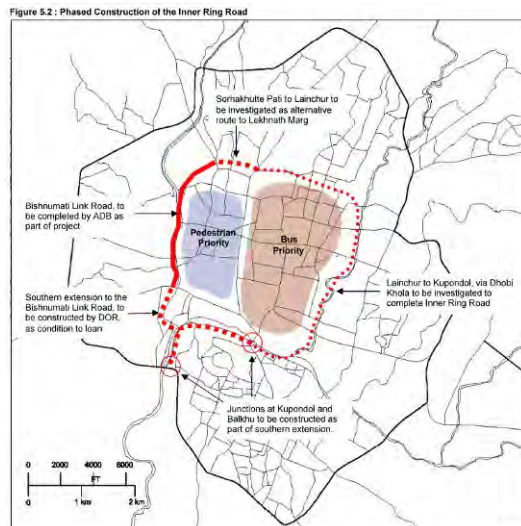 Figure 5.2 : Phased Construction of the Inner Ring Road
Sorhakhutte Pati to Lainchur to
be investigated as alternative
route to Lekhnath Marg
Bishnumati Link Road, to
be completed by ADB as
part of project
Pedestrian
Priority
Bus
Priority
Southern extension to the
Bishnumati Link Road, to
be constructed by DOR,
as condition to loan
Lainchur to Kupondol, via Dhobi
Khola to be investigated to
complete Inner Ring Road
Junctions at Kupondol and
Balkhu to be constructed as
part of southern extension.
0 2000 4000 6000
FT
0 1 km 2 km